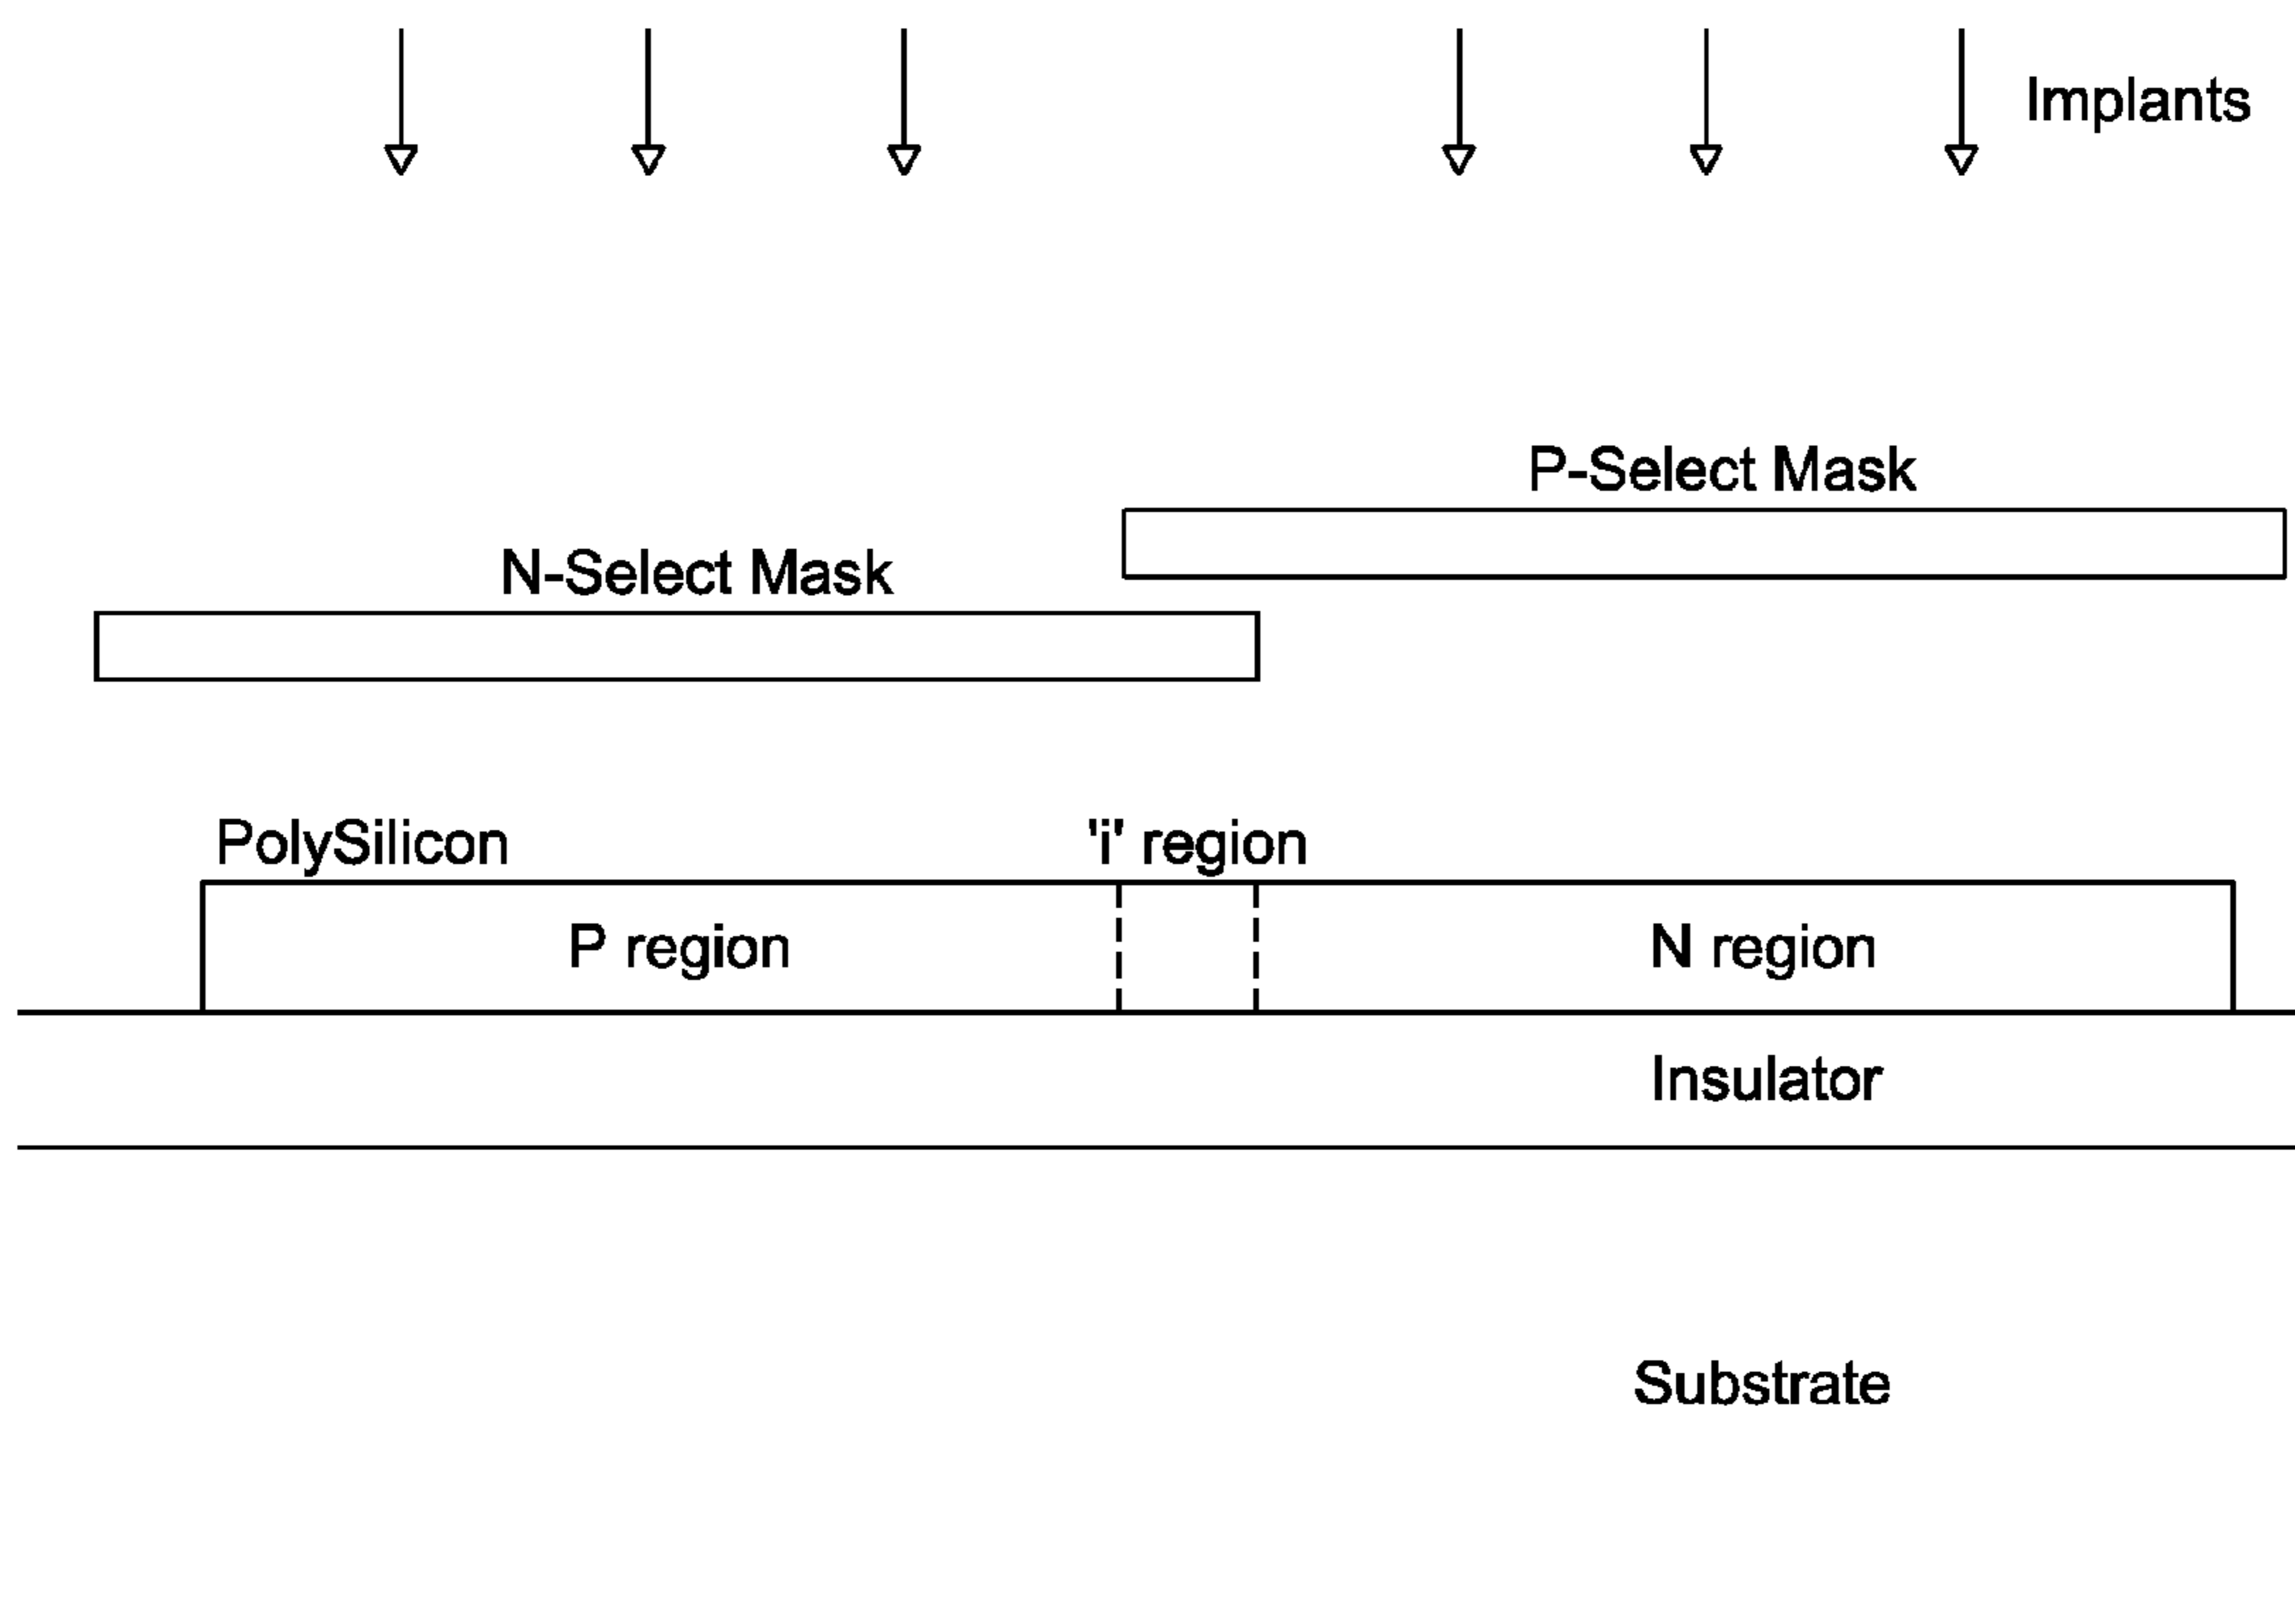 Implants
P-Select Mask
N-Select Mask
PolySilicon
'i' region
P region
N region
Insulator
Substrate